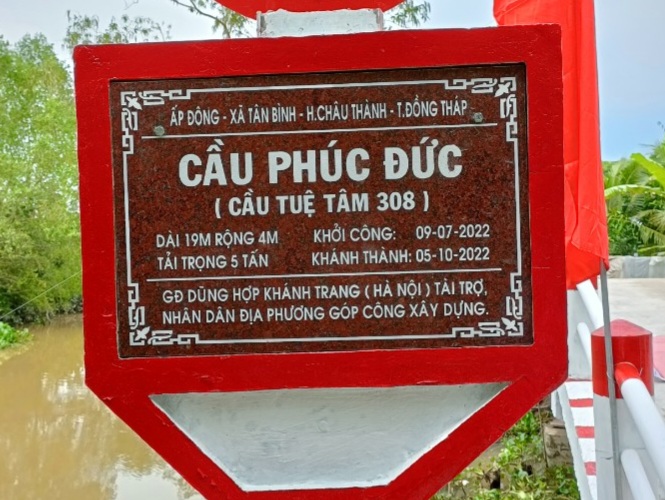 ẤP ĐÔNG - XÃ TÂN BÌNH - H.CHÂU THÀNH - T.ĐỒNG THÁP
CẦU PHÚC ĐỨC
( CẦU TUỆ TÂM 308 )
DÀI 19M RỘNG 4M KHỞI CÔNG: 09-07-2022
TẢI TRỌNG 5 TẤN KHÁNH THÀNH: 05-10-2022
GĐ DŨNG HỢP KHÁNH TRANG ( HÀ NỘI ) TÀI TRỢ,
NHÂN DÂN ĐỊA PHƯƠNG GÓP CÔNG XÂY DỰNG.